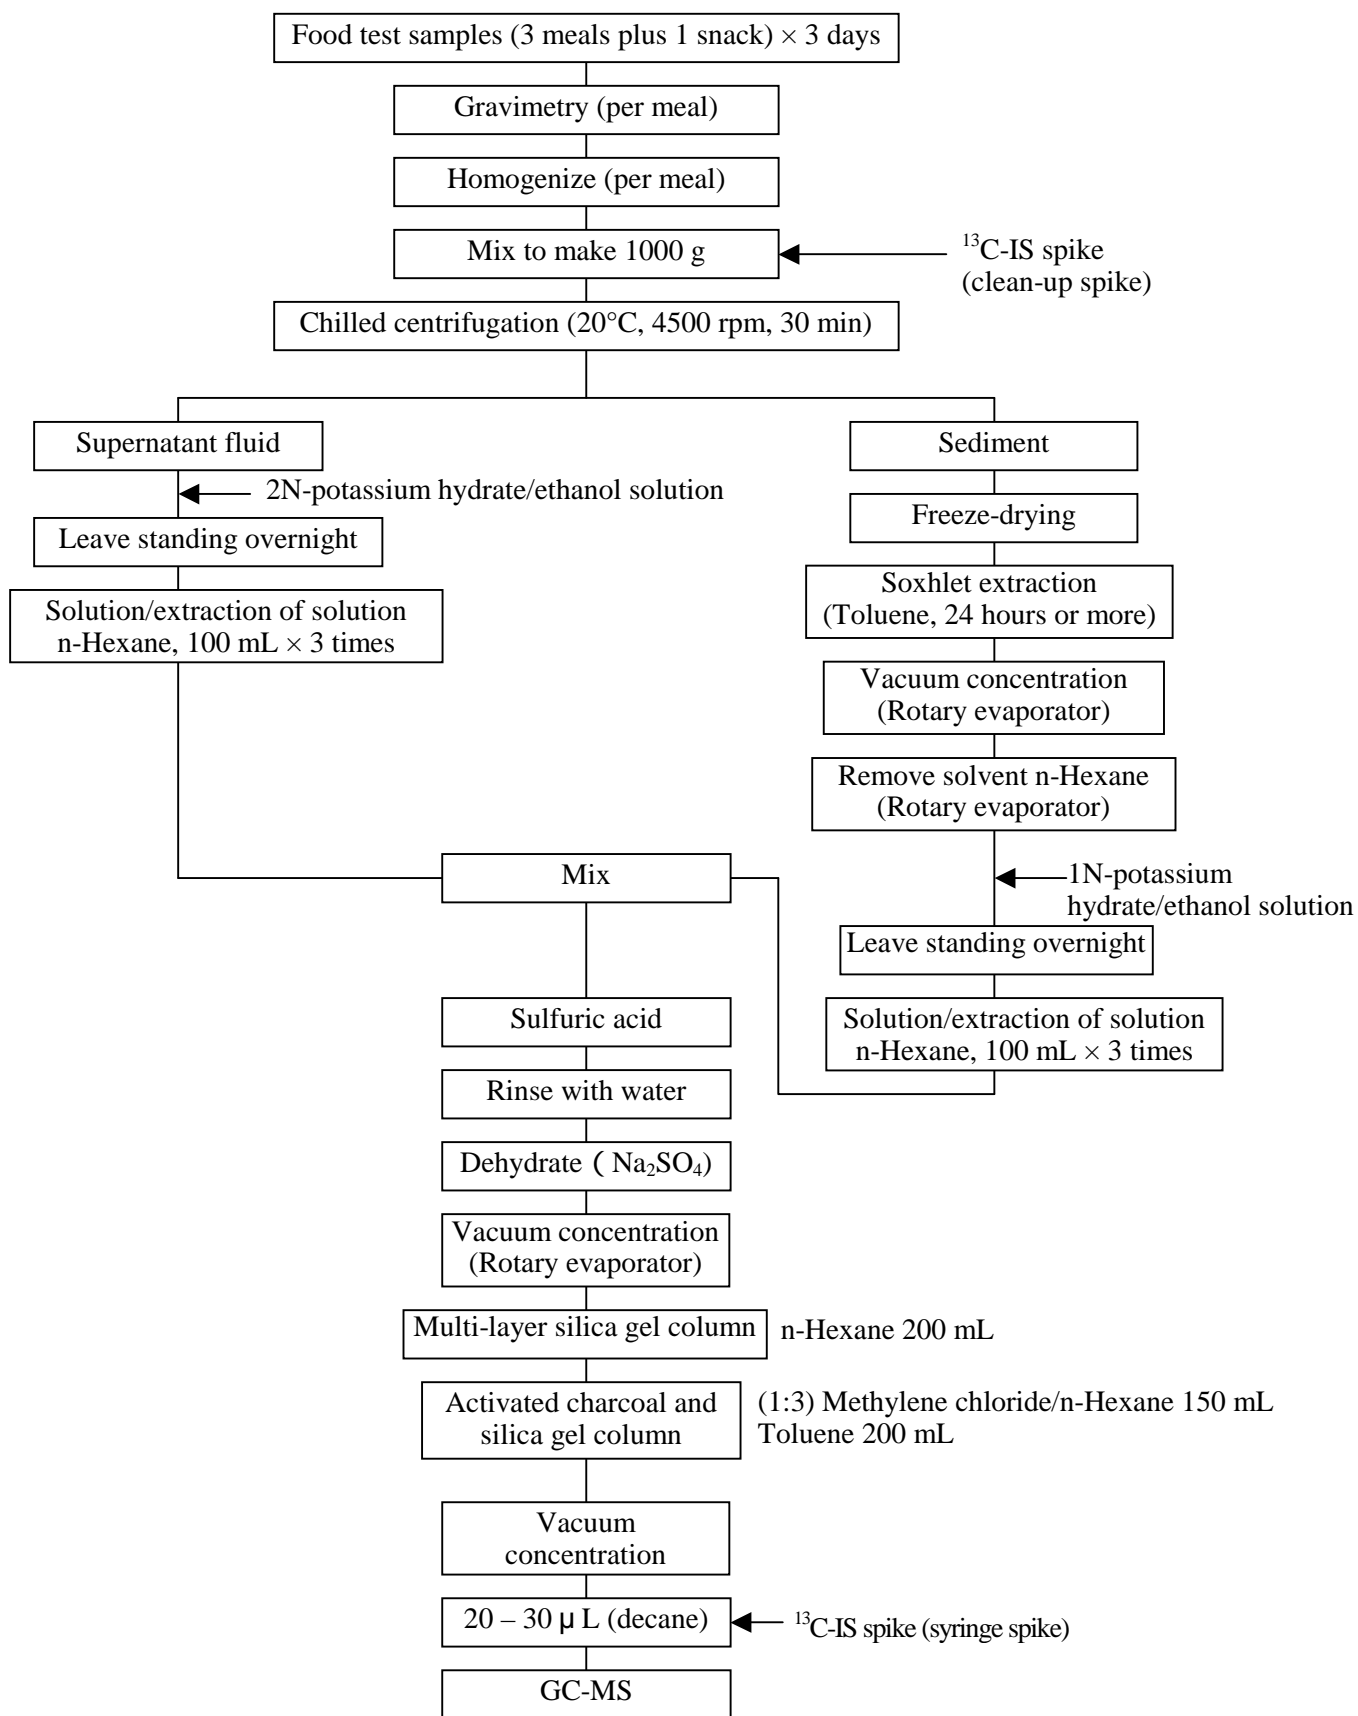 Food test samples (3 meals plus 1 snack) × 3 days
Gravimetry (per meal)
Homogenize (per meal)
Mix to make 1000 g
¹³C-IS spike
(clean-up spike)
Chilled centrifugation (20°C, 4500 rpm, 30 min)
Supernatant fluid
2N-potassium hydrate/ethanol solution
Leave standing overnight
Solution/extraction of solution
n-Hexane, 100 mL × 3 times
Sediment
Freeze-drying
Soxhlet extraction
(Toluene, 24 hours or more)
Vacuum concentration
(Rotary evaporator)
Remove solvent n-Hexane
(Rotary evaporator)
1N-potassium
hydrate/ethanol solution
Leave standing overnight
Solution/extraction of solution
n-Hexane, 100 mL × 3 times
Mix
Sulfuric acid
Rinse with water
Dehydrate ( Na₂SO₄)
Vacuum concentration
(Rotary evaporator)
Multi-layer silica gel column
n-Hexane 200 mL
Activated charcoal and
silica gel column
(1:3) Methylene chloride/n-Hexane 150 mL
Toluene 200 mL
Vacuum
concentration
20 – 30 μ L (decane)
¹³C-IS spike (syringe spike)
GC-MS